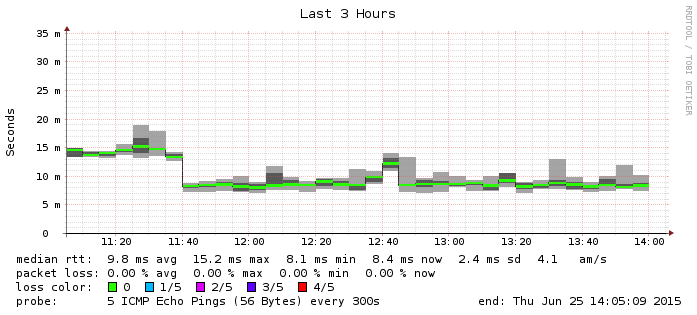 Last 3 Hours
RRDTOOL / TOBI OETIKER
Seconds
35 m
30 m
25 m
20 m
15 m
10 m
5 m
0
11:20 11:40 12:00 12:20 12:40 13:00 13:20 13:40 14:00
median rtt: 9.8 ms avg 15.2 ms max 8.1 ms min 8.4 ms now 2.4 ms sd 4.1 am/s
packet loss: 0.00 % avg 0.00 % max 0.00 % min 0.00 % now
loss color: 0 1/5 2/5 3/5 4/5
probe: 5 ICMP Echo Pings (56 Bytes) every 300s end: Thu Jun 25 14:05:09 2015